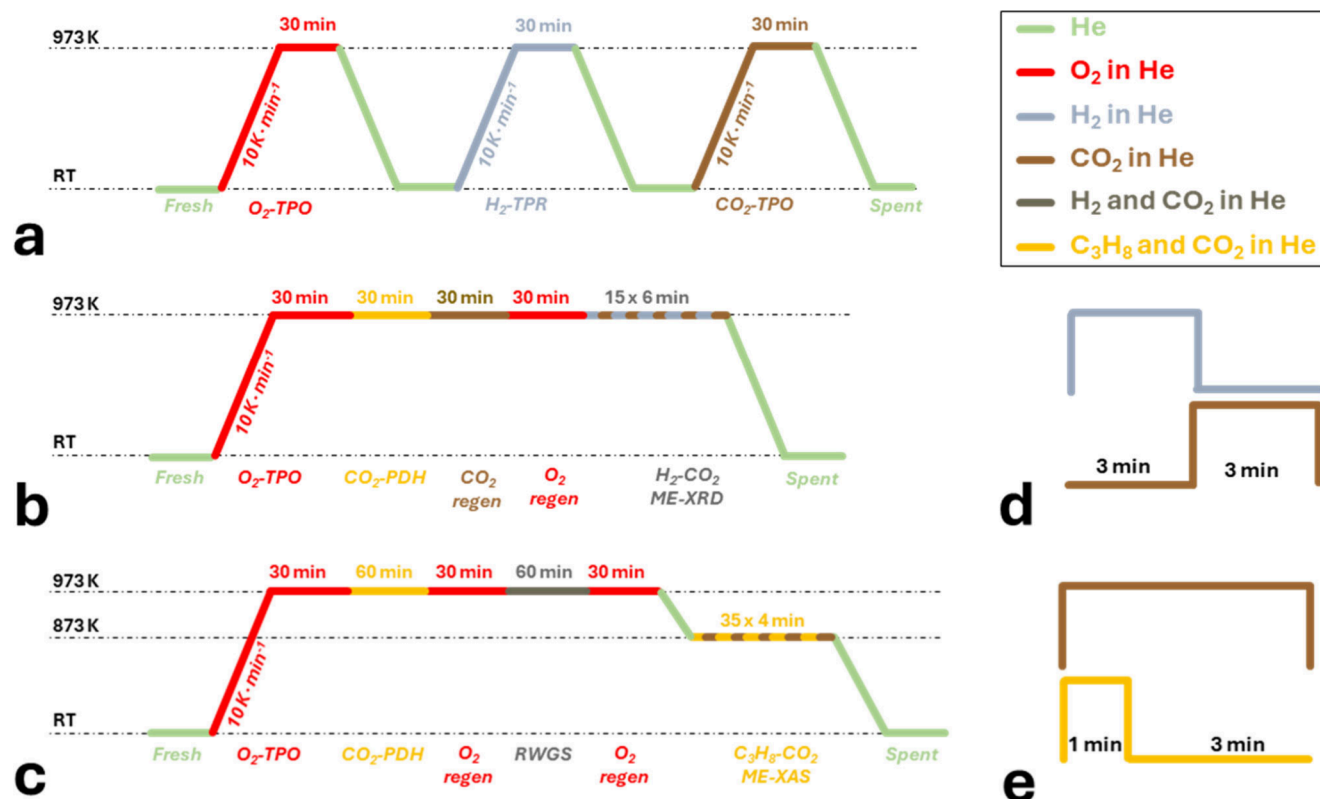 30 min 30 min 30 min
973 K
10 K · min⁻¹ 10 K · min⁻¹ 10 K · min⁻¹
RT
Fresh O₂-TPO H₂-TPR CO₂-TPO Spent
a
He
O₂ in He
H₂ in He
CO₂ in He
H₂ and CO₂ in He
C₃H₈ and CO₂ in He
30 min 30 min 30 min 30 min 15 x 6 min
973 K
10 K · min⁻¹
RT
Fresh O₂-TPO CO₂-PDH CO₂ O₂ H₂-CO₂ Spent
regen regen ME-XRD
b
3 min 3 min
d
30 min 60 min 30 min 60 min 30 min
973 K
873 K 35 x 4 min
10 K · min⁻¹
RT
Fresh O₂-TPO CO₂-PDH O₂ RWGS O₂ C₃H₈-CO₂ Spent
regen regen ME-XAS
c
1 min 3 min
e